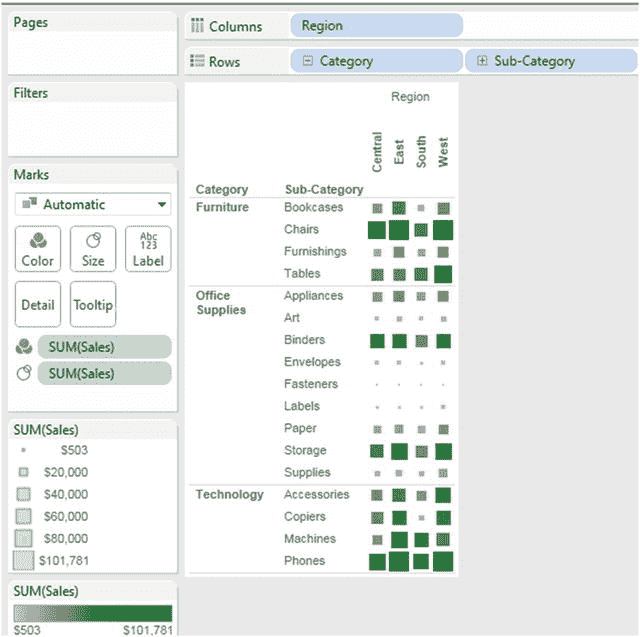 Pages
Columns
Region
Rows
Category
Sub-Category
Filters
Marks
Automatic
Color
Size
Abc
123
Label
Detail
Tooltip
SUM(Sales)
SUM(Sales)
SUM(Sales)
$503
$20,000
$40,000
$60,000
$80,000
$101,781
SUM(Sales)
$503 $101,781
Region
Central East South West
Category Sub-Category
Furniture Bookcases
Chairs
Furnishings
Tables
Office
Supplies
Appliances
Art
Binders
Envelopes
Fasteners
Labels
Paper
Storage
Supplies
Technology Accessories
Copiers
Machines
Phones